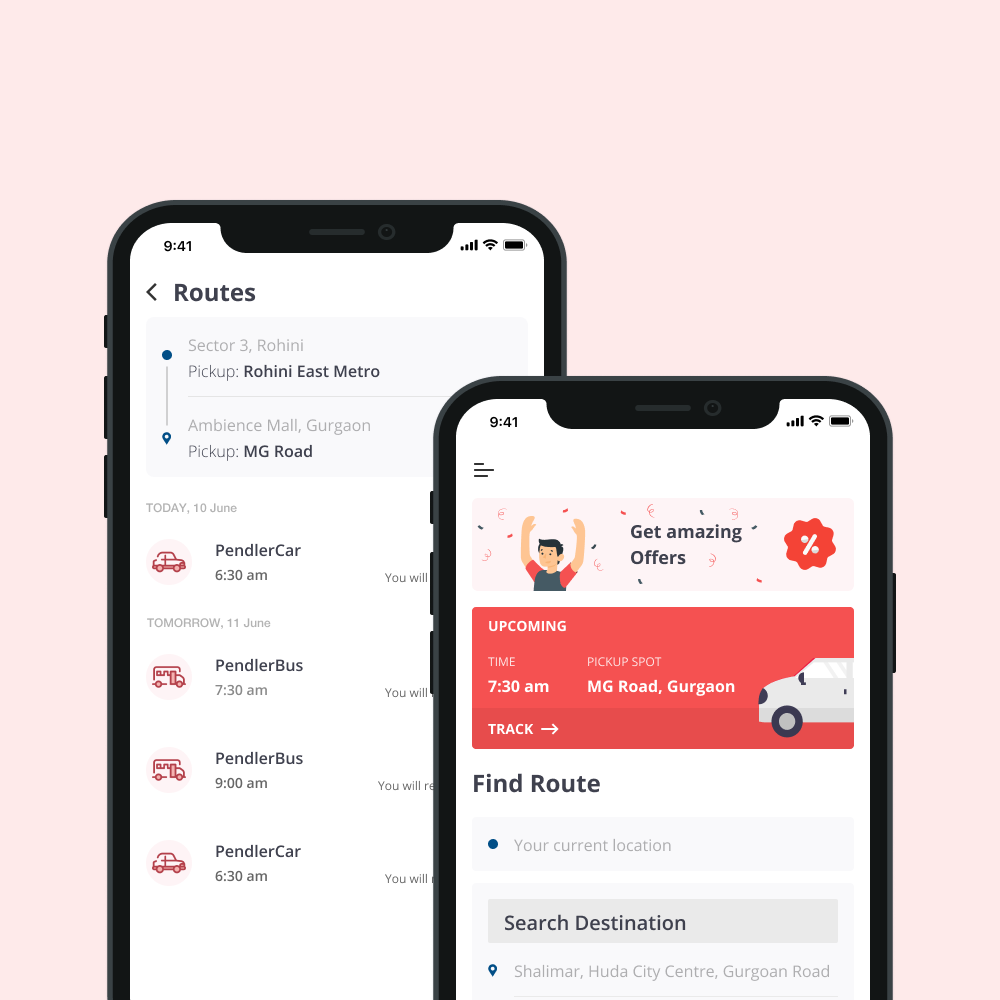 9:41
Routes
Sector 3, Rohini
Pickup: Rohini East Metro
Ambience Mall, Gurgaon
Pickup: MG Road
TODAY, 10 June
PendlerCar
6:30 am
You will
TOMORROW, 11 June
PendlerBus
7:30 am
You will
PendlerBus
9:00 am
You will re
PendlerCar
6:30 am
You will
9:41
Get amazing
Offers
%
UPCOMING
TIME PICKUP SPOT
7:30 am MG Road, Gurgaon
TRACK →
Find Route
Your current location
Search Destination
Shalimar, Huda City Centre, Gurgoan Road